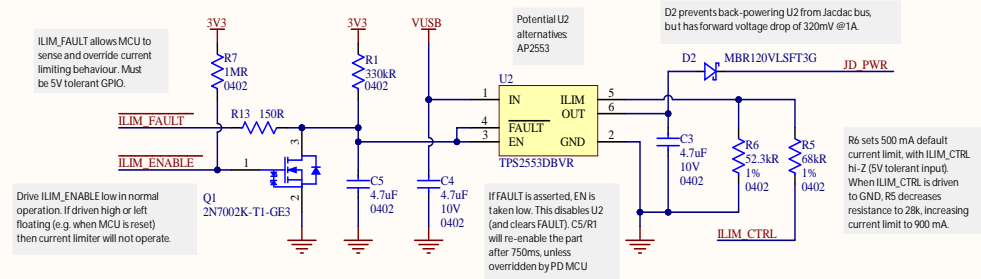 ILIM_FAULT allows MCU to
sense and override current
limiting behaviour. Must
be 5V tolerant GPIO.
3V3
R7
1MR
0402
3V3
R1
330kR
0402
VUSB
Potential U2
alternatives:
AP2553
D2 prevents back-powering U2 from Jacdac bus,
but has forward voltage drop of 320mV @1A.
D2
MBR120VLSFT3G
JD_PWR
U2
1
IN
ILIM
5
OUT
6
4
FAULT
3
EN
GND
2
TPS2553DBVR
ILIM_FAULT
R13 150R
ILIM_ENABLE
1
3
2
Q1
2N7002K-T1-GE3
C5
4.7uF
0402
C4
4.7uF
10V
0402
C3
4.7uF
10V
0402
R6
52.3kR
1%
0402
R5
68kR
1%
0402
ILIM_CTRL
Drive ILIM_ENABLE low in normal
operation. If driven high or left
floating (e.g. when MCU is reset)
then current limiter will not operate.
If FAULT is asserted, EN is
taken low. This disables U2
(and clears FAULT). C5/R1
will re-enable the part
after 750ms, unless
overridden by PD MCU
R6 sets 500 mA default
current limit, with ILIM_CTRL
hi-Z (5V tolerant input).
When ILIM_CTRL is driven
to GND, R5 decreases
resistance to 28k, increasing
current limit to 900 mA.